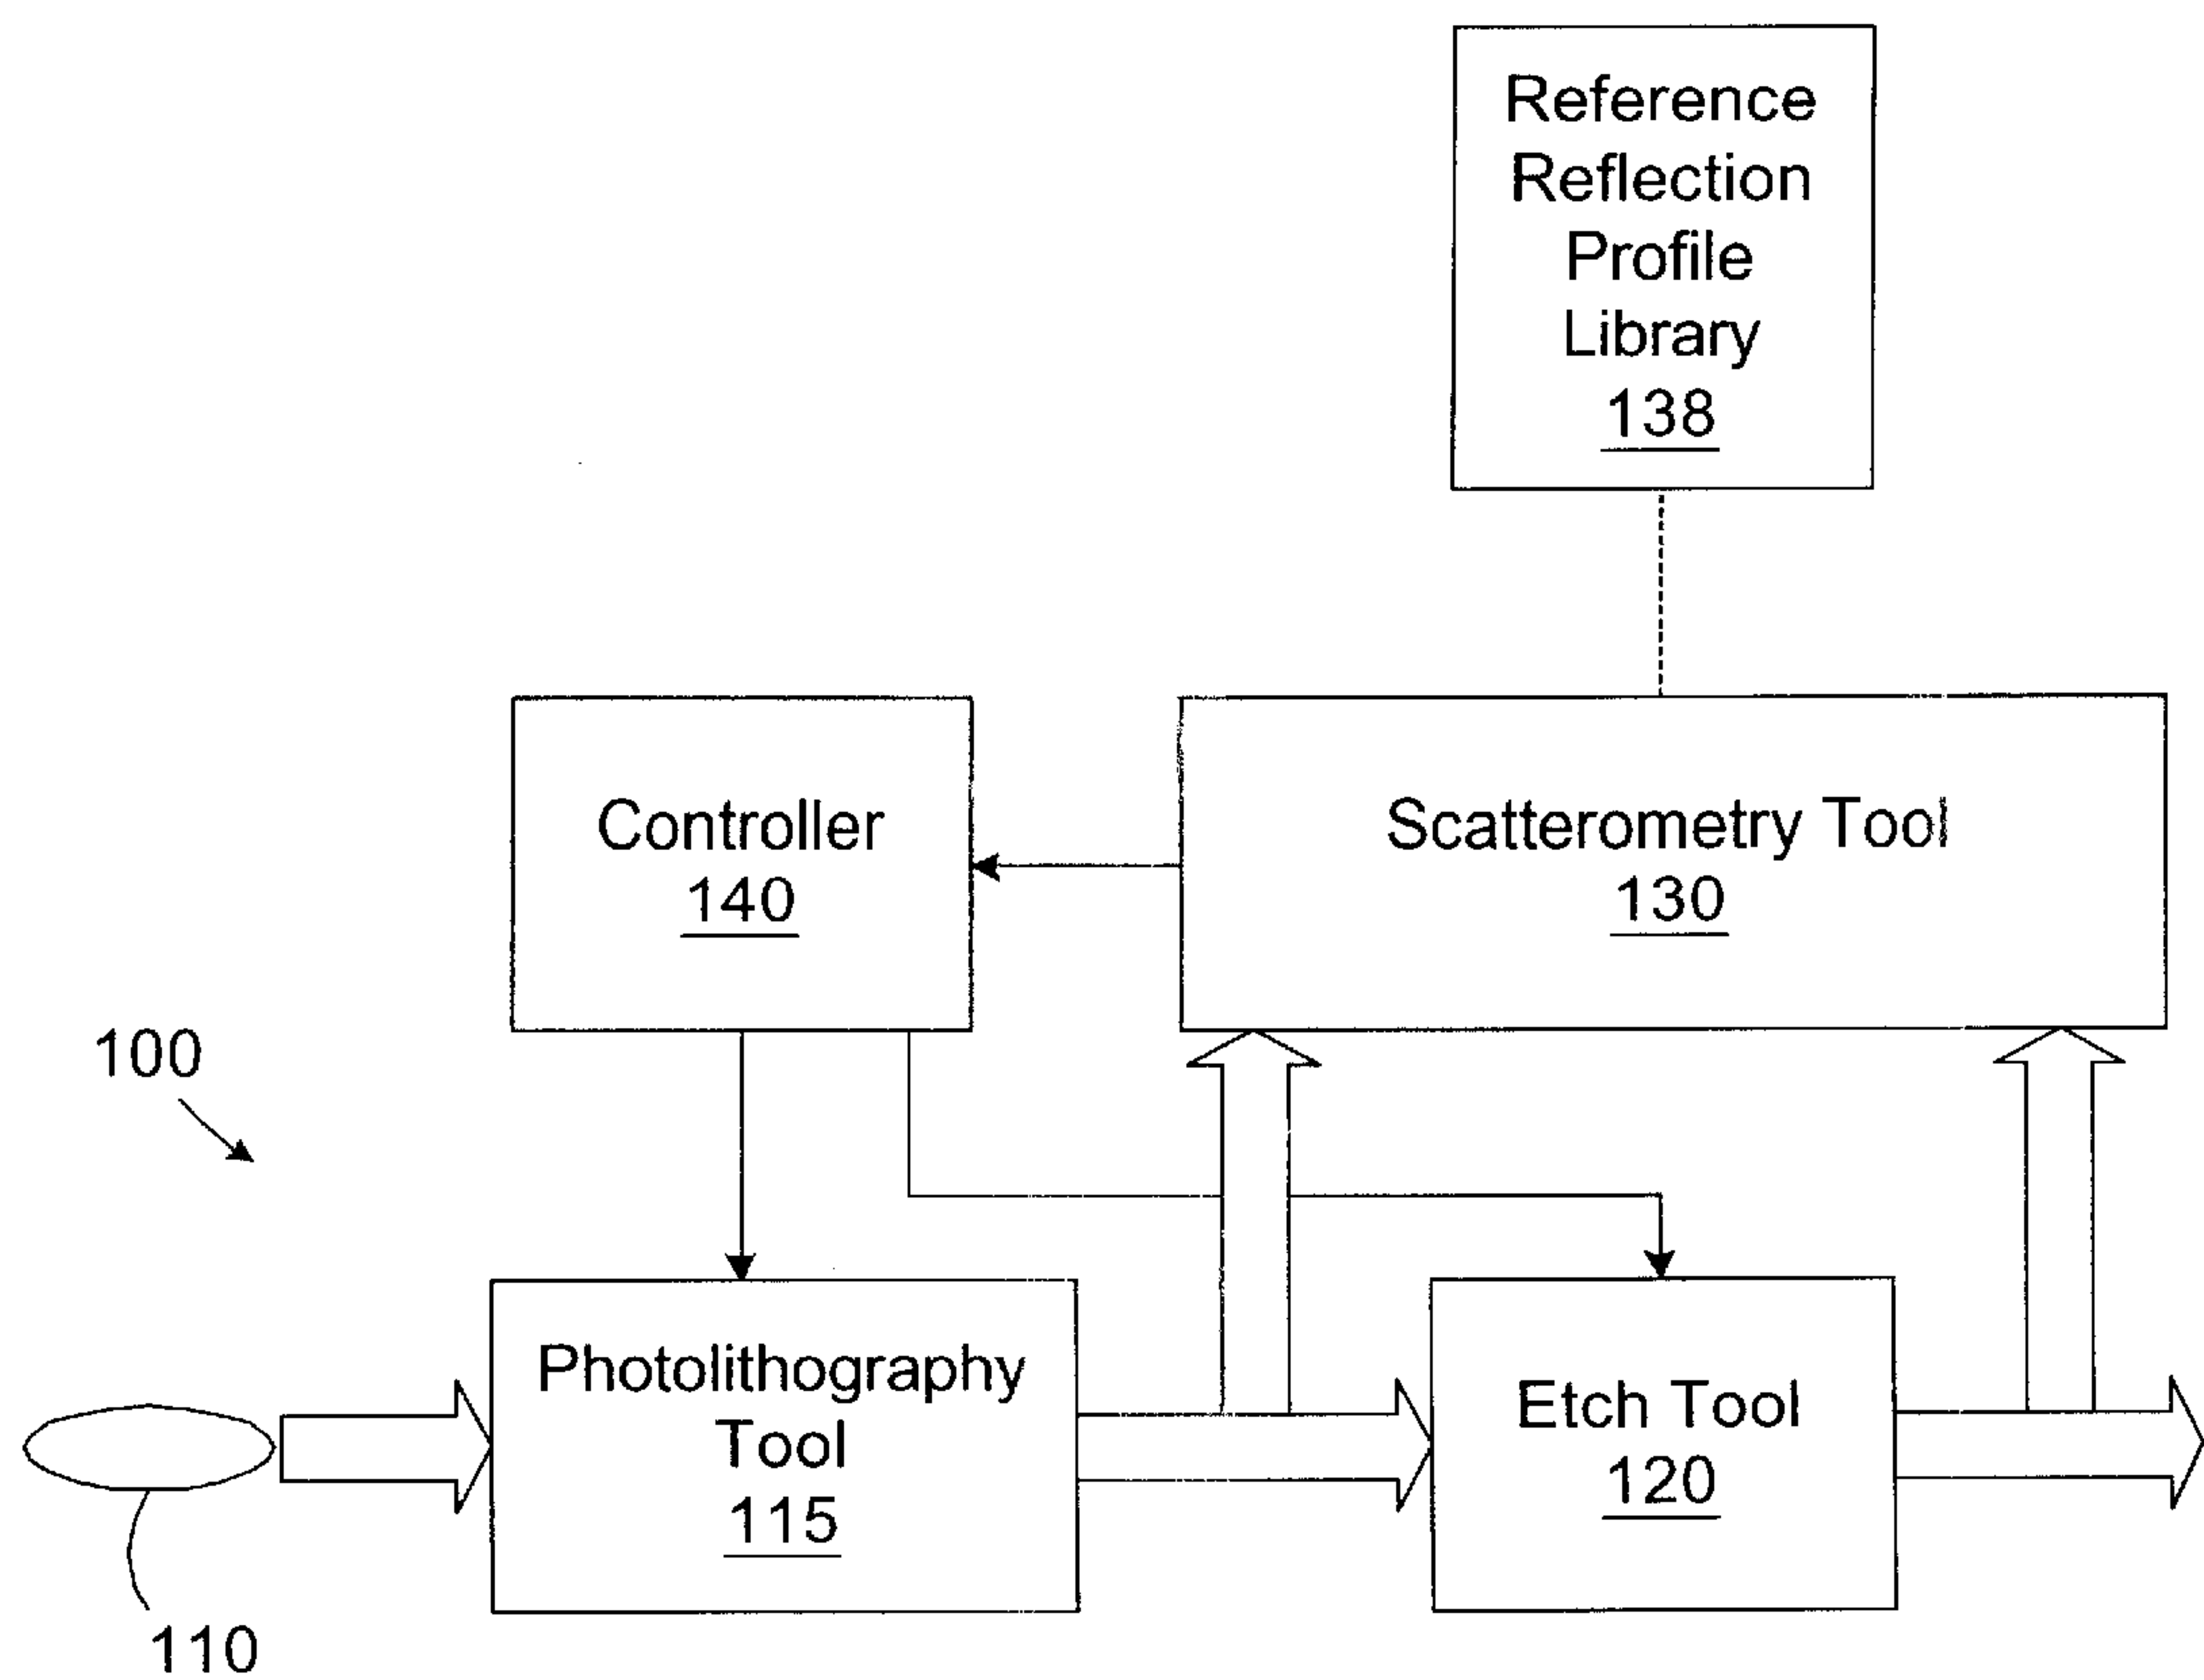 Reference
Reflection
Profile
Library
138
Controller
140
Scatterometry Tool
130
100
Photolithography
Tool
115
Etch Tool
120
110